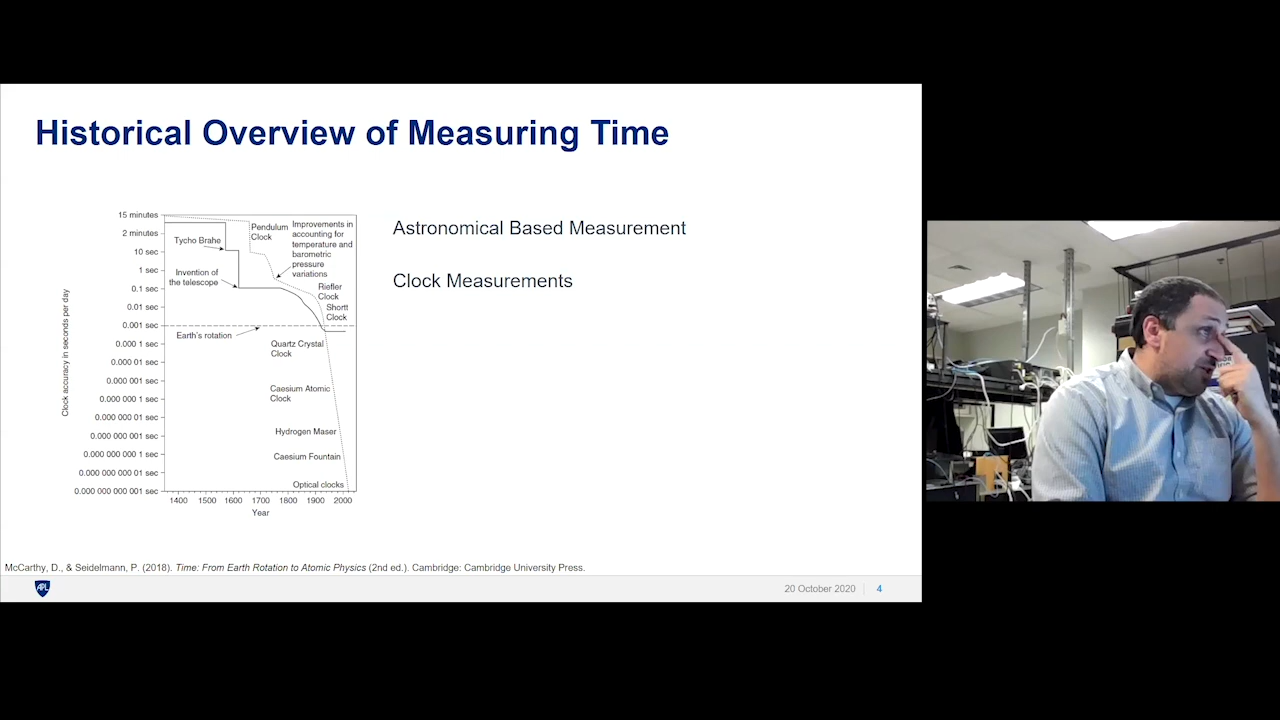 Historical Overview of Measuring Time
15 minutes
2 minutes
10 sec
1 sec
0.1 sec
0.01 sec
0.001 sec
0.000 1 sec
0.000 01 sec
0.000 001 sec
0.000 000 1 sec
0.000 000 01 sec
0.000 000 001 sec
0.000 000 000 01 sec
0.000 000 000 001 sec
Clock accuracy in seconds per day
Tycho Brahe
Invention of
the telescope
Earth's rotation
Pendulum
Clock
Improvements in
accounting for
temperature and
barometric
pressure
variations
Riefler
Clock
Shortt
Clock
Quartz Crystal
Clock
Caesium Atomic
Clock
Hydrogen Maser
Caesium Fountain
Optical clocks
1400 1500 1600 1700 1800 1900 2000
Year
Astronomical Based Measurement
Clock Measurements
McCarthy, D., & Seidelmann, P. (2018). Time: From Earth Rotation to Atomic Physics (2nd ed.). Cambridge: Cambridge University Press.
APL
20 October 2020
4